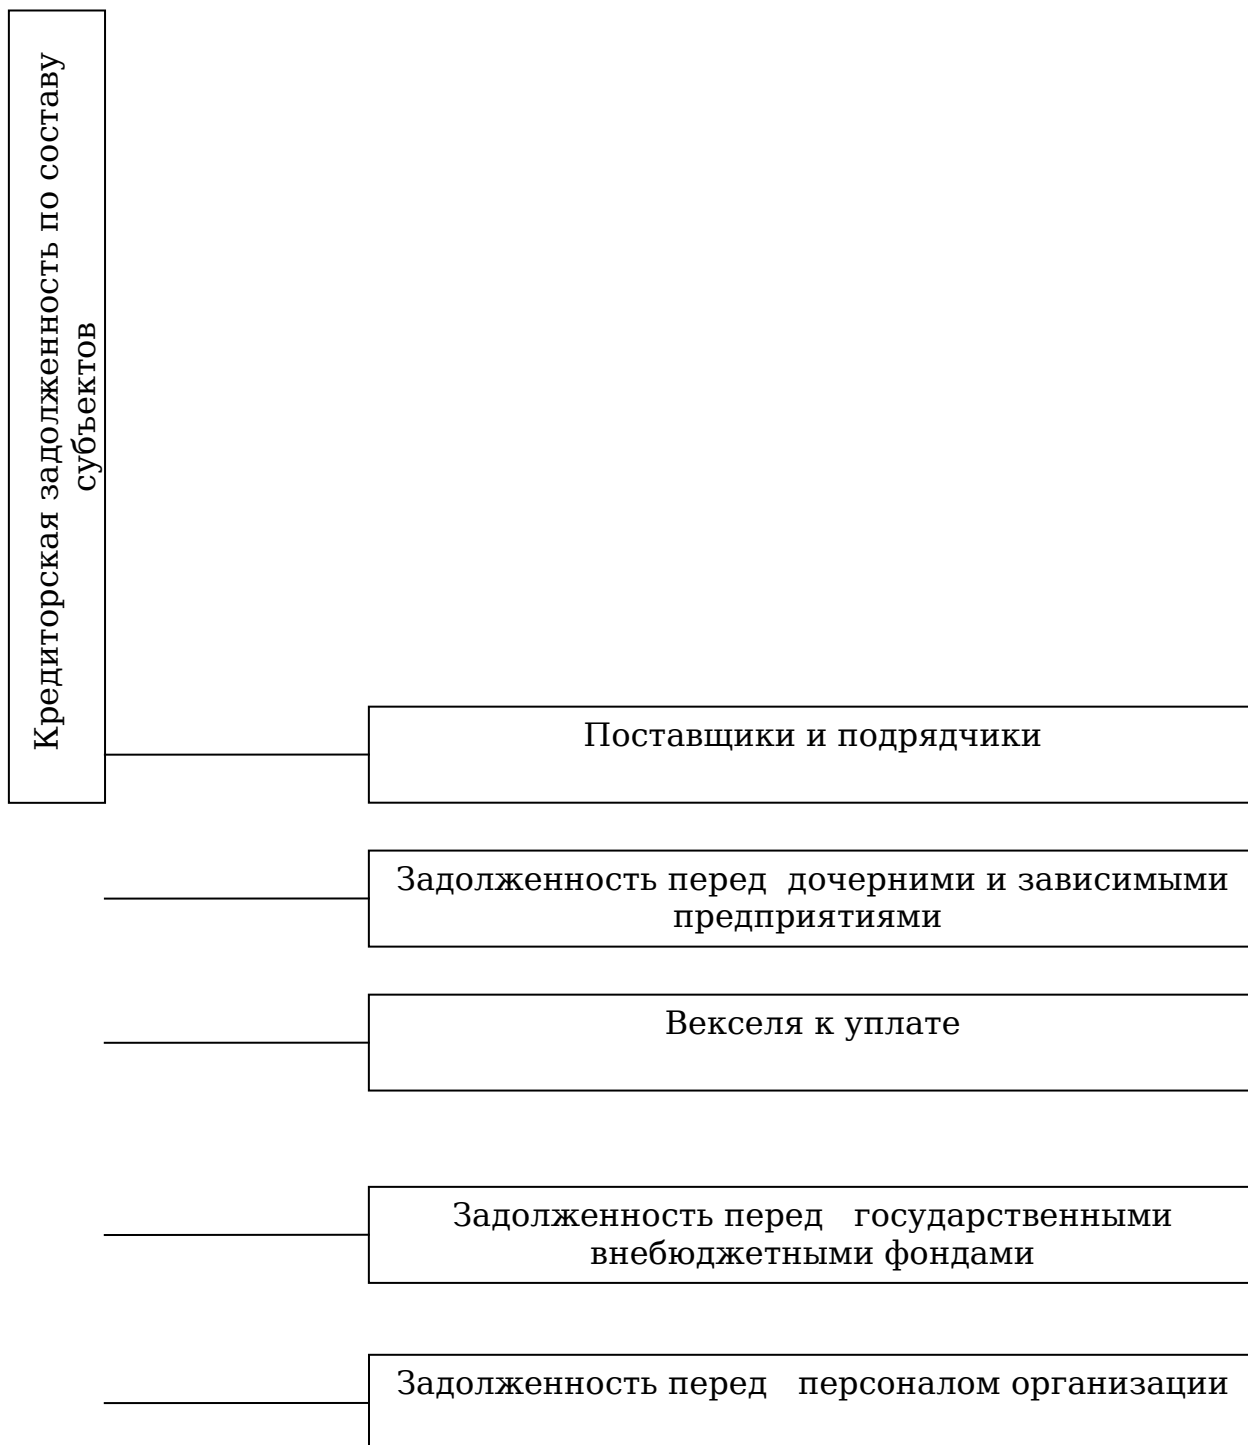 Кредиторская задолженность по составу
субъектов
Поставщики и подрядчики
Задолженность перед  дочерними и зависимыми
предприятиями
Векселя к уплате
Задолженность перед   государственными
внебюджетными фондами
Задолженность перед   персоналом организации